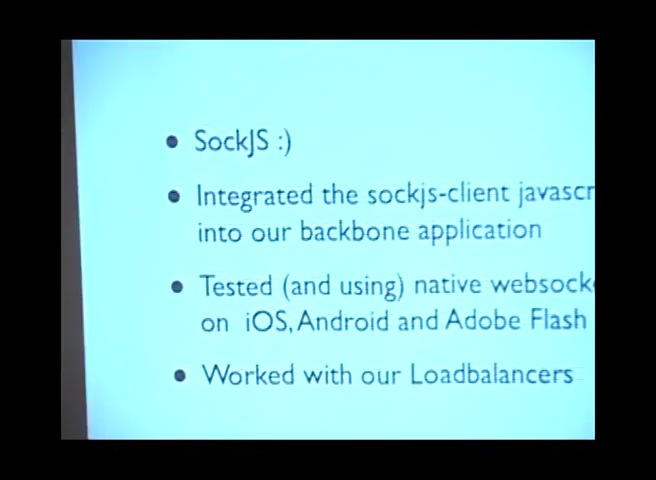 SockJS :)
Integrated the sockjs-client javascr
into our backbone application
Tested (and using) native websock
on iOS, Android and Adobe Flash
Worked with our Loadbalancers